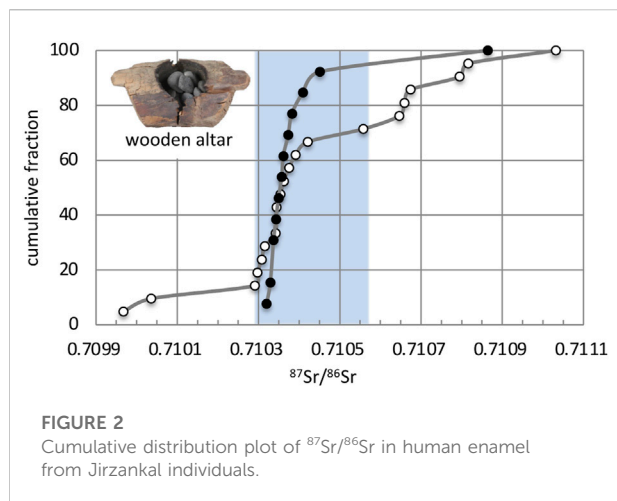 100
80
60
40
20
0
cumulative fraction
wooden altar
0.7099 0.7101 0.7103 0.7105 0.7107 0.7109 0.7111
⁸⁷Sr/⁸⁶Sr
FIGURE 2
Cumulative distribution plot of ⁸⁷Sr/⁸⁶Sr in human enamel
from Jirzankal individuals.